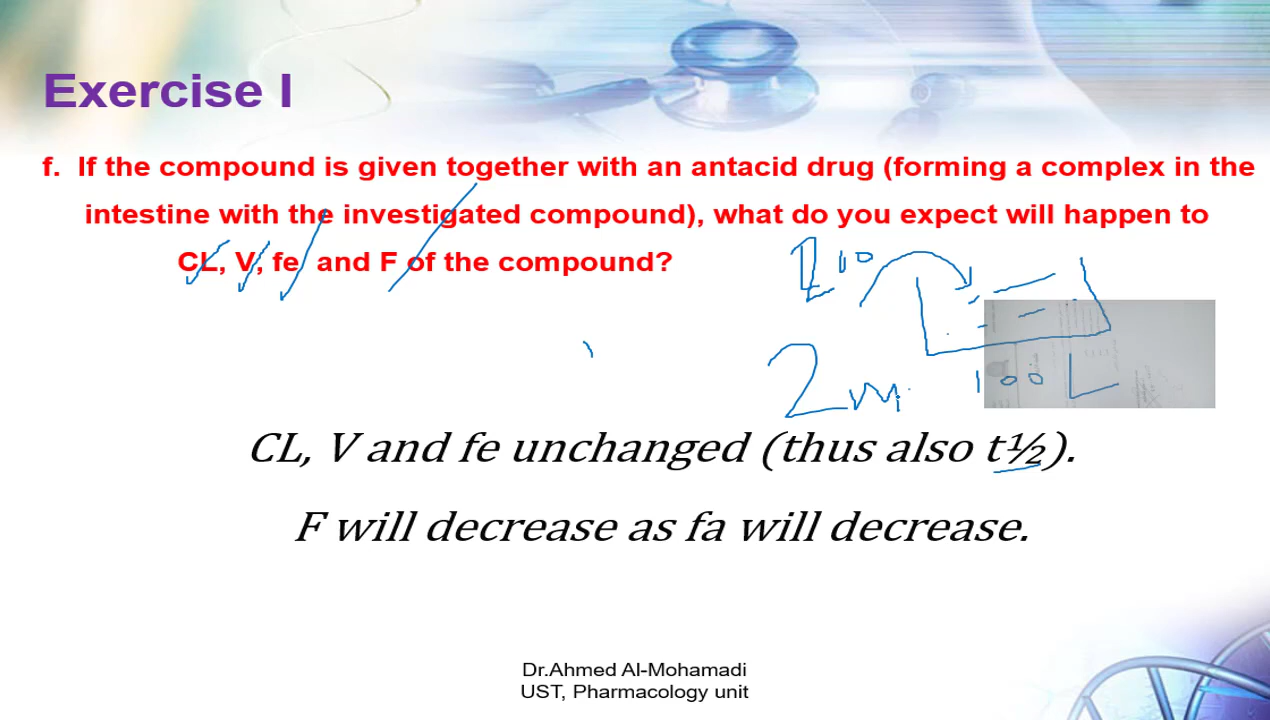 Exercise I
f. If the compound is given together with an antacid drug (forming a complex in the
intestine with the investigated compound), what do you expect will happen to
CL, V, fe and F of the compound?
100 L
CL, V and fe unchanged (thus also t½).
F will decrease as fa will decrease.
Dr.Ahmed Al-Mohamadi
UST, Pharmacology unit